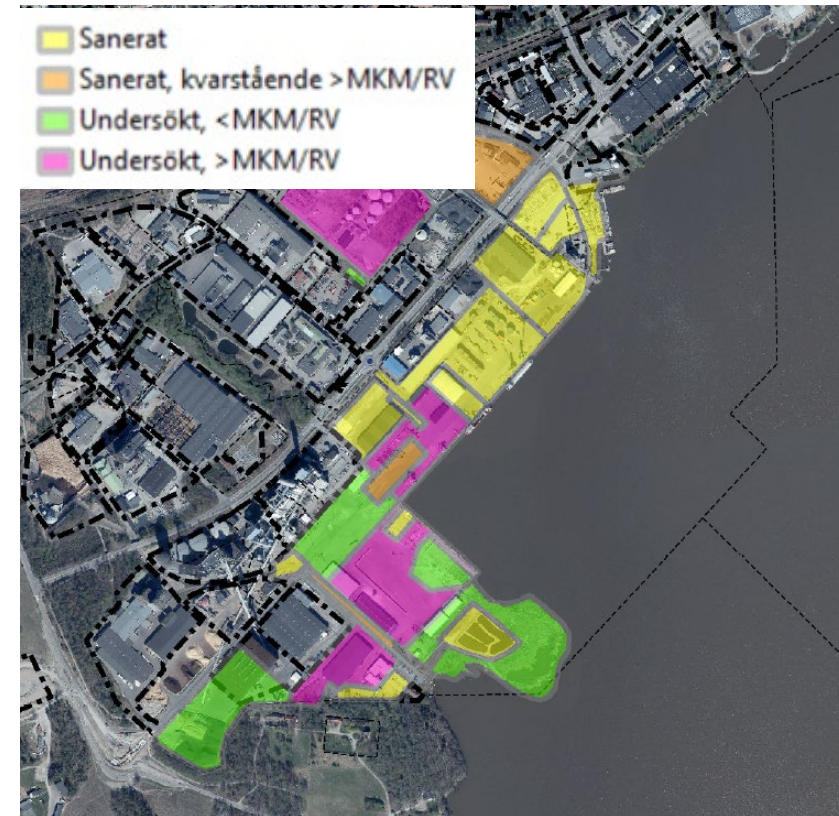 Sanerat
Sanerat, kvarstående >MKM/RV
Undersökt, <MKM/RV
Undersökt, >MKM/RV